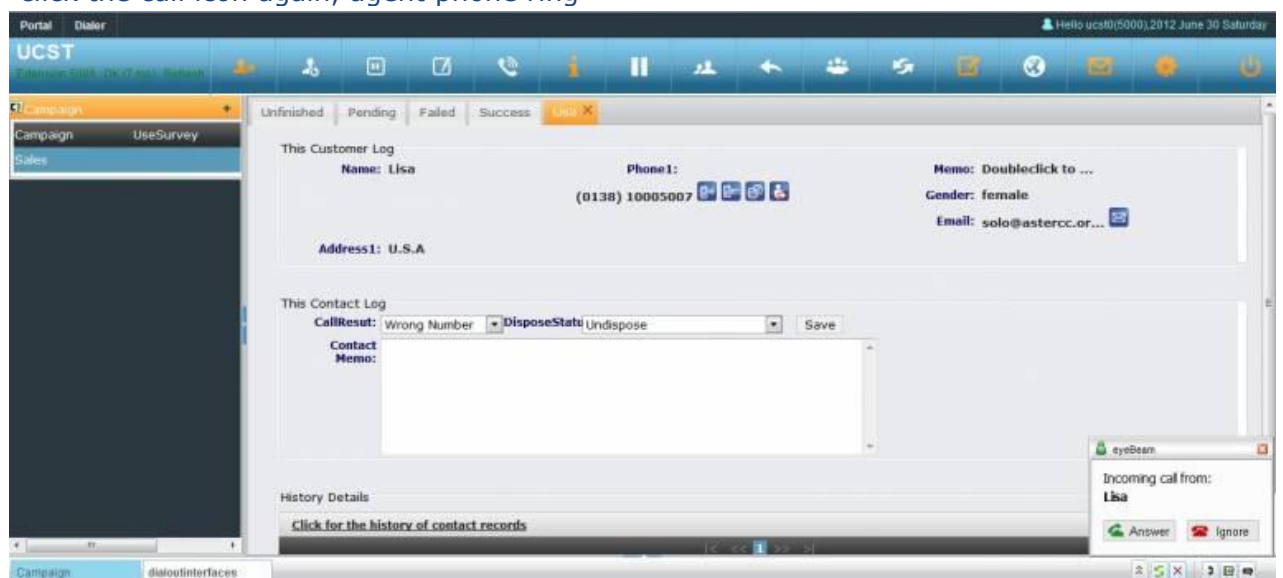 click the call icon again, agent phone ring
Portal Dialer Hello ucst0(5000),2012 June 30 Saturday
UCST
Campaign +
Unfinished Pending Failed Success Lisa X
Campaign UseSurvey
Sales
This Customer Log
Name: Lisa Phone1: Memo: Doubleclick to ...
(0138) 10005007 Gender: female
Email: solo@astercc.or...
Address1: U.S.A
This Contact Log
CallResut: Wrong Number DisposeStatu Undispose Save
Contact
Memo:
eyeBeam
Incoming call from:
Lisa
Answer Ignore
History Details
Click for the history of contact records
|< << 1 >> >|
Campaign dialoutinterfaces